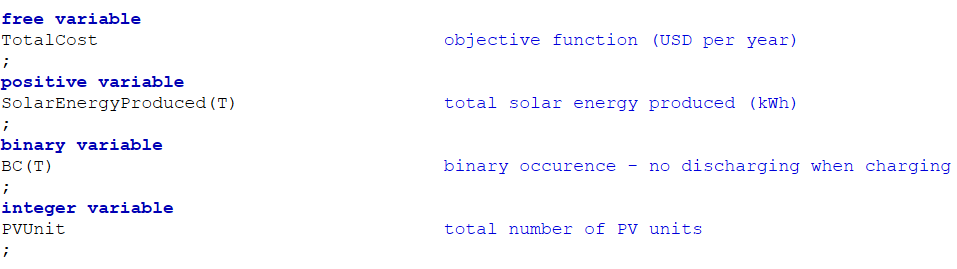 free variable
TotalCost objective function (USD per year)
;
positive variable
SolarEnergyProduced(T) total solar energy produced (kWh)
;
binary variable
BC(T) binary occurence - no discharging when charging
;
integer variable
PVUnit total number of PV units
;